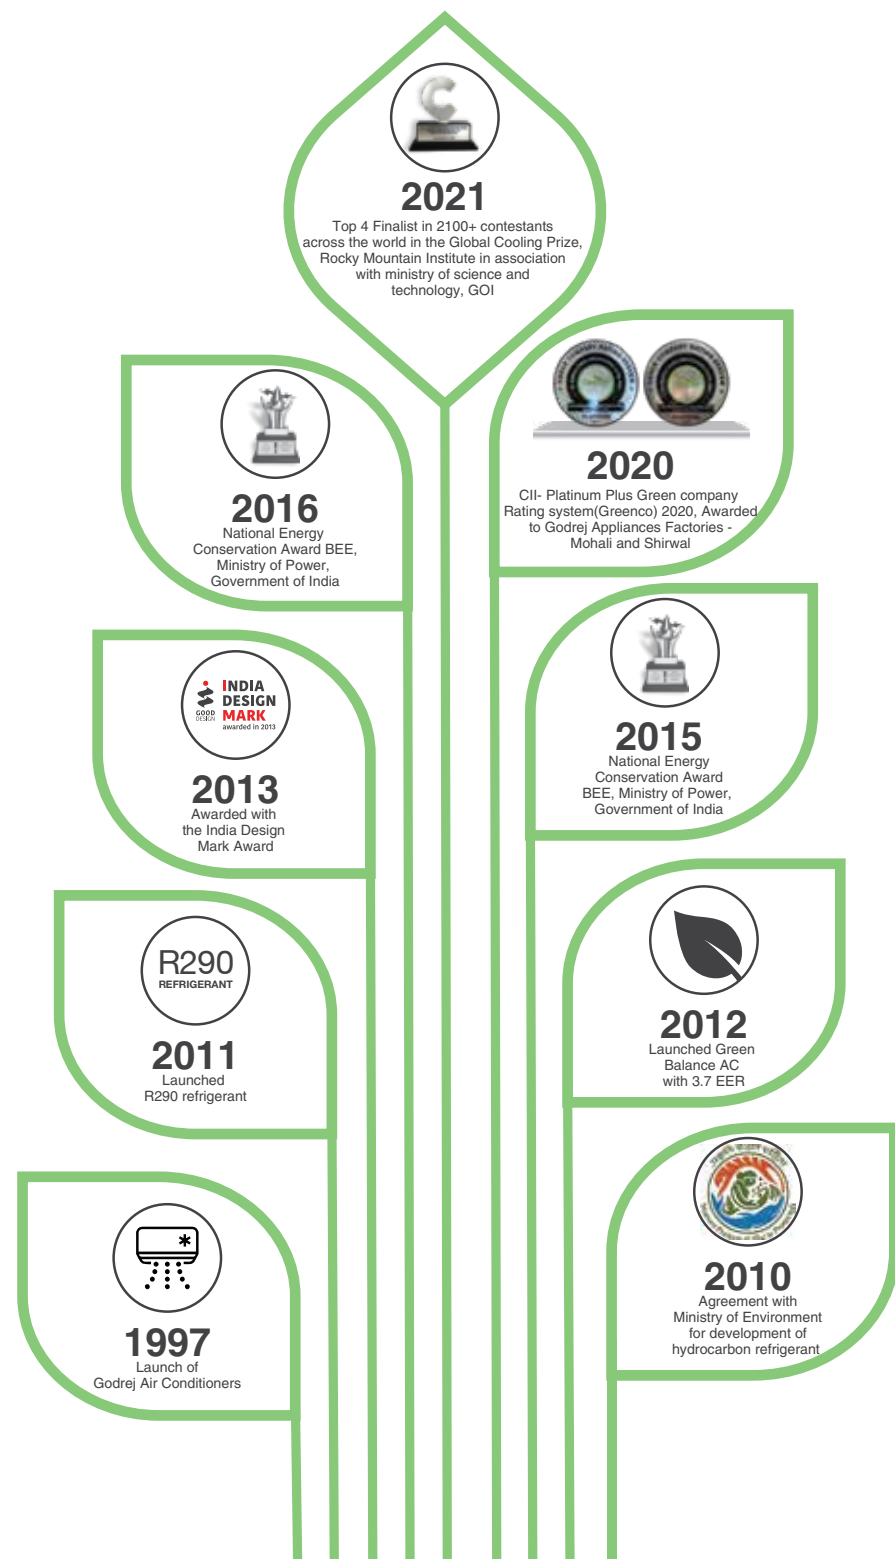 2021
Top 4 Finalist in 2100+ contestants
across the world in the Global Cooling Prize,
Rocky Mountain Institute in association
with ministry of science and
technology, GOI
2016
National Energy
Conservation Award BEE,
Ministry of Power,
Government of India
2020
CII- Platinum Plus Green company
Rating system(Greenco) 2020, Awarded
to Godrej Appliances Factories -
Mohali and Shirwal
INDIA
DESIGN
MARK
GOOD
DESIGN
awarded in 2013
2013
Awarded with
the India Design
Mark Award
2015
National Energy
Conservation Award
BEE, Ministry of Power,
Government of India
R290
REFRIGERANT
2011
Launched
R290 refrigerant
2012
Launched Green
Balance AC
with 3.7 EER
1997
Launch of
Godrej Air Conditioners
2010
Agreement with
Ministry of Environment
for development of
hydrocarbon refrigerant